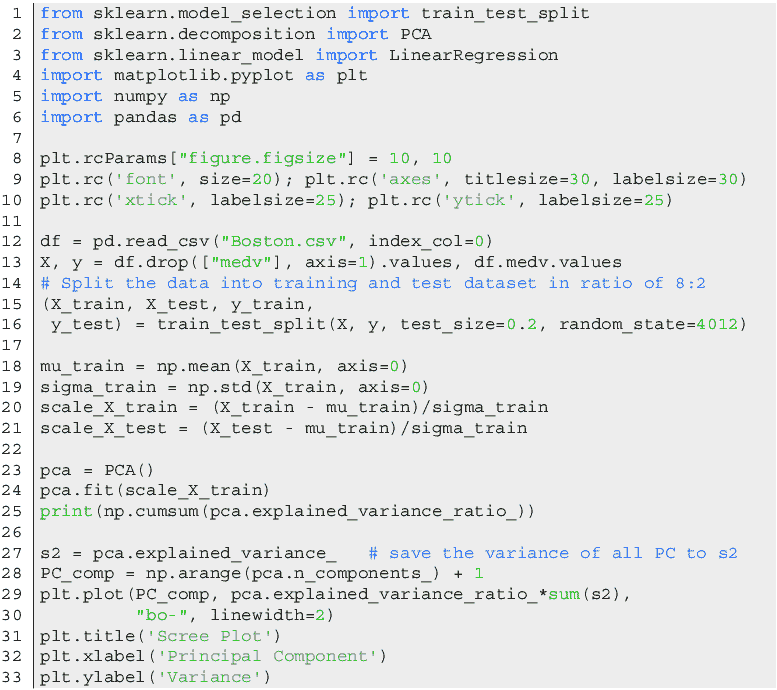 1 from sklearn.model_selection import train_test_split
2 from sklearn.decomposition import PCA
3 from sklearn.linear_model import LinearRegression
4 import matplotlib.pyplot as plt
5 import numpy as np
6 import pandas as pd
7
8 plt.rcParams["figure.figsize"] = 10, 10
9 plt.rc('font', size=20); plt.rc('axes', titlesize=30, labelsize=30)
10 plt.rc('xtick', labelsize=25); plt.rc('ytick', labelsize=25)
11
12 df = pd.read_csv("Boston.csv", index_col=0)
13 X, y = df.drop(["medv"], axis=1).values, df.medv.values
14 # Split the data into training and test dataset in ratio of 8:2
15 (X_train, X_test, y_train,
16  y_test) = train_test_split(X, y, test_size=0.2, random_state=4012)
17
18 mu_train = np.mean(X_train, axis=0)
19 sigma_train = np.std(X_train, axis=0)
20 scale_X_train = (X_train - mu_train)/sigma_train
21 scale_X_test = (X_test - mu_train)/sigma_train
22
23 pca = PCA()
24 pca.fit(scale_X_train)
25 print(np.cumsum(pca.explained_variance_ratio_))
26
27 s2 = pca.explained_variance_   # save the variance of all PC to s2
28 PC_comp = np.arange(pca.n_components_) + 1
29 plt.plot(PC_comp, pca.explained_variance_ratio_*sum(s2),
30          "bo-", linewidth=2)
31 plt.title('Scree Plot')
32 plt.xlabel('Principal Component')
33 plt.ylabel('Variance')